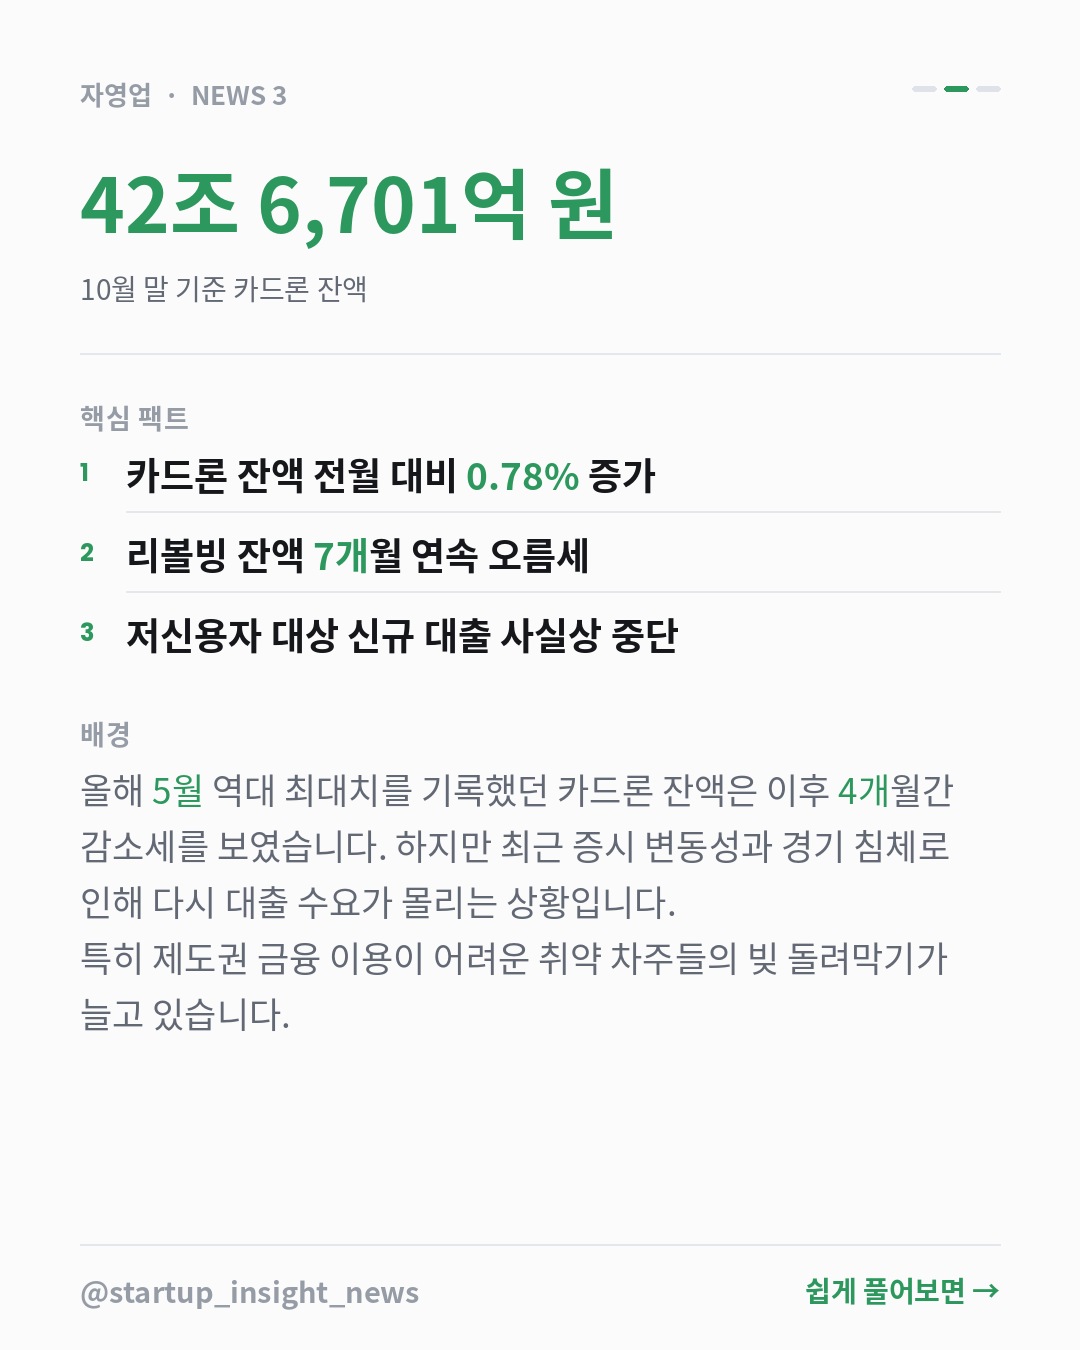 자영업 · NEWS 3
42조 6,701억 원
10월 말 기준 카드론 잔액
핵심 팩트
1 카드론 잔액 전월 대비 0.78% 증가
2 리볼빙 잔액 7개월 연속 오름세
3 저신용자 대상 신규 대출 사실상 중단
배경
올해 5월 역대 최대치를 기록했던 카드론 잔액은 이후 4개월간
감소세를 보였습니다. 하지만 최근 증시 변동성과 경기 침체로
인해 다시 대출 수요가 몰리는 상황입니다.
특히 제도권 금융 이용이 어려운 취약 차주들의 빚 돌려막기가
늘고 있습니다.
@startup_insight_news
쉽게 풀어보면 →